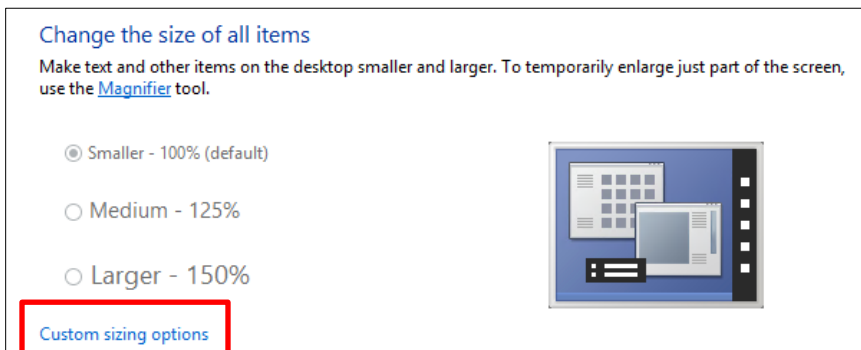 Change the size of all items
Make text and other items on the desktop smaller and larger. To temporarily enlarge just part of the screen,
use the Magnifier tool.
Smaller - 100% (default)
Medium - 125%
Larger - 150%
Custom sizing options